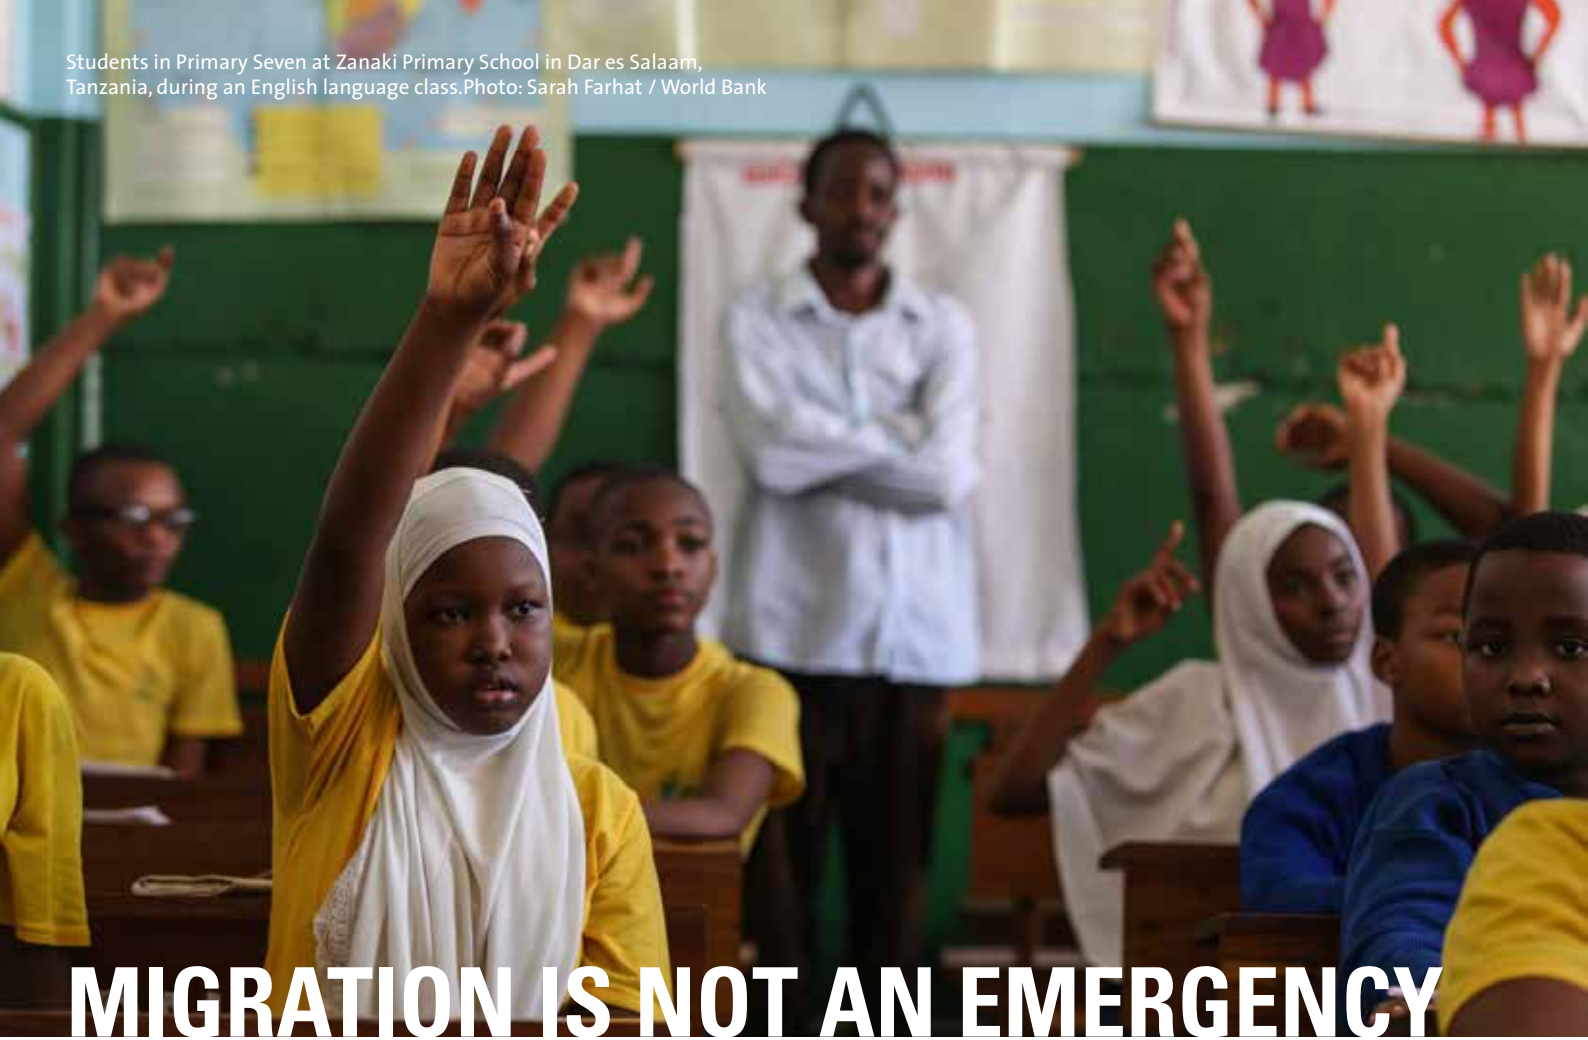 Students in Primary Seven at Zanaki Primary School in Dar es Salaam,
Tanzania, during an English language class.Photo: Sarah Farhat / World Bank
MIGRATION IS NOT AN EMERGENCY